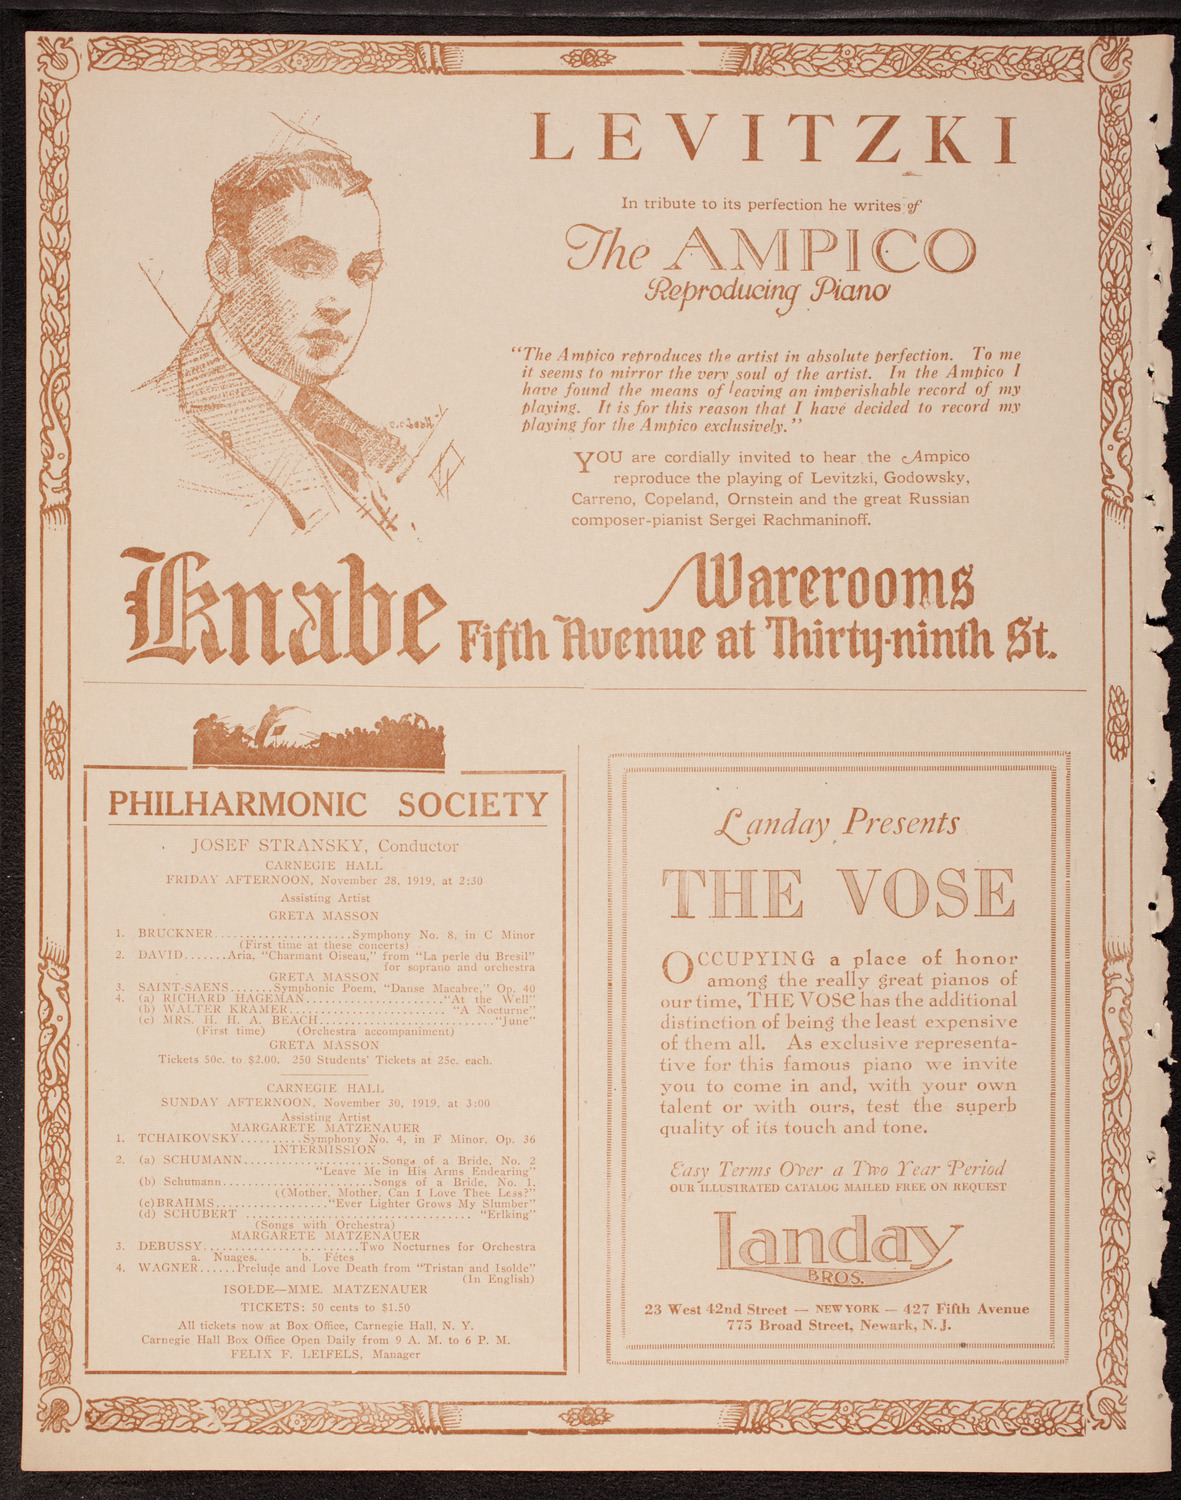 LEVITZKI
In tribute to its perfection he writes of
The AMPICO
Reproducing Piano
"The Ampico reproduces the artist in absolute perfection. To me
it seems to mirror the very soul of the artist. In the Ampico I
have found the means of leaving an imperishable record of my
playing. It is for this reason that I have decided to record my
playing for the Ampico exclusively."
YOU are cordially invited to hear the Ampico
reproduce the playing of Levitzki, Godowsky,
Carreno, Copeland, Ornstein and the great Russian
composer-pianist Sergei Rachmaninoff.
Knabe
Warerooms
Fifth Avenue at Thirty-ninth St.
PHILHARMONIC SOCIETY
JOSEF STRANSKY, Conductor
CARNEGIE HALL
FRIDAY AFTERNOON, November 28, 1919, at 2:30
Assisting Artist
GRETA MASSON
1. BRUCKNER.....................Symphony No. 8, in C Minor
(First time at these concerts)
2. DAVID.......Aria, "Charmant Oiseau," from "La perle du Bresil"
for soprano and orchestra
GRETA MASSON
3. SAINT-SAENS.......Symphonic Poem, "Danse Macabre," Op. 40
4. (a) RICHARD HAGEMAN....................."At the Well"
(b) WALTER KRAMER........................ "A Nocturne"
(c) MRS. H. H. A. BEACH..........................."June"
(First time) (Orchestra accompaniment)
GRETA MASSON
Tickets 50c. to $2.00. 250 Students' Tickets at 25c. each.
CARNEGIE HALL
SUNDAY AFTERNOON, November 30, 1919, at 3:00
Assisting Artist
MARGARETE MATZENAUER
1. TCHAIKOVSKY..........Symphony No. 4, in F Minor, Op. 36
INTERMISSION
2. (a) SCHUMANN.....................Songs of a Bride, No. 2
"Leave Me in His Arms Endearing"
(b) Schumann.......................Songs of a Bride, No. 1,
((Mother, Mother, Can I Love Thee Less?"
(c)BRAHMS................."Ever Lighter Grows My Slumber"
(d) SCHUBERT .................................. "Erlking"
(Songs with Orchestra)
MARGARETE MATZENAUER
3. DEBUSSY........................Two Nocturnes for Orchestra
a. Nuages. b. Fêtes
4. WAGNER......Prelude and Love Death from "Tristan and Isolde"
(In English)
ISOLDE—MME. MATZENAUER
TICKETS: 50 cents to $1.50
All tickets now at Box Office, Carnegie Hall, N. Y.
Carnegie Hall Box Office Open Daily from 9 A. M. to 6 P. M.
FELIX F. LEIFELS, Manager
Landay Presents
THE VOSE
OCCUPYING a place of honor
among the really great pianos of
our time, THE VOSE has the additional
distinction of being the least expensive
of them all. As exclusive representa-
tive for this famous piano we invite
you to come in and, with your own
talent or with ours, test the superb
quality of its touch and tone.
Easy Terms Over a Two Year Period
OUR ILLUSTRATED CATALOG MAILED FREE ON REQUEST
Landay
BROS.
23 West 42nd Street — NEW YORK — 427 Fifth Avenue
775 Broad Street, Newark, N. J.